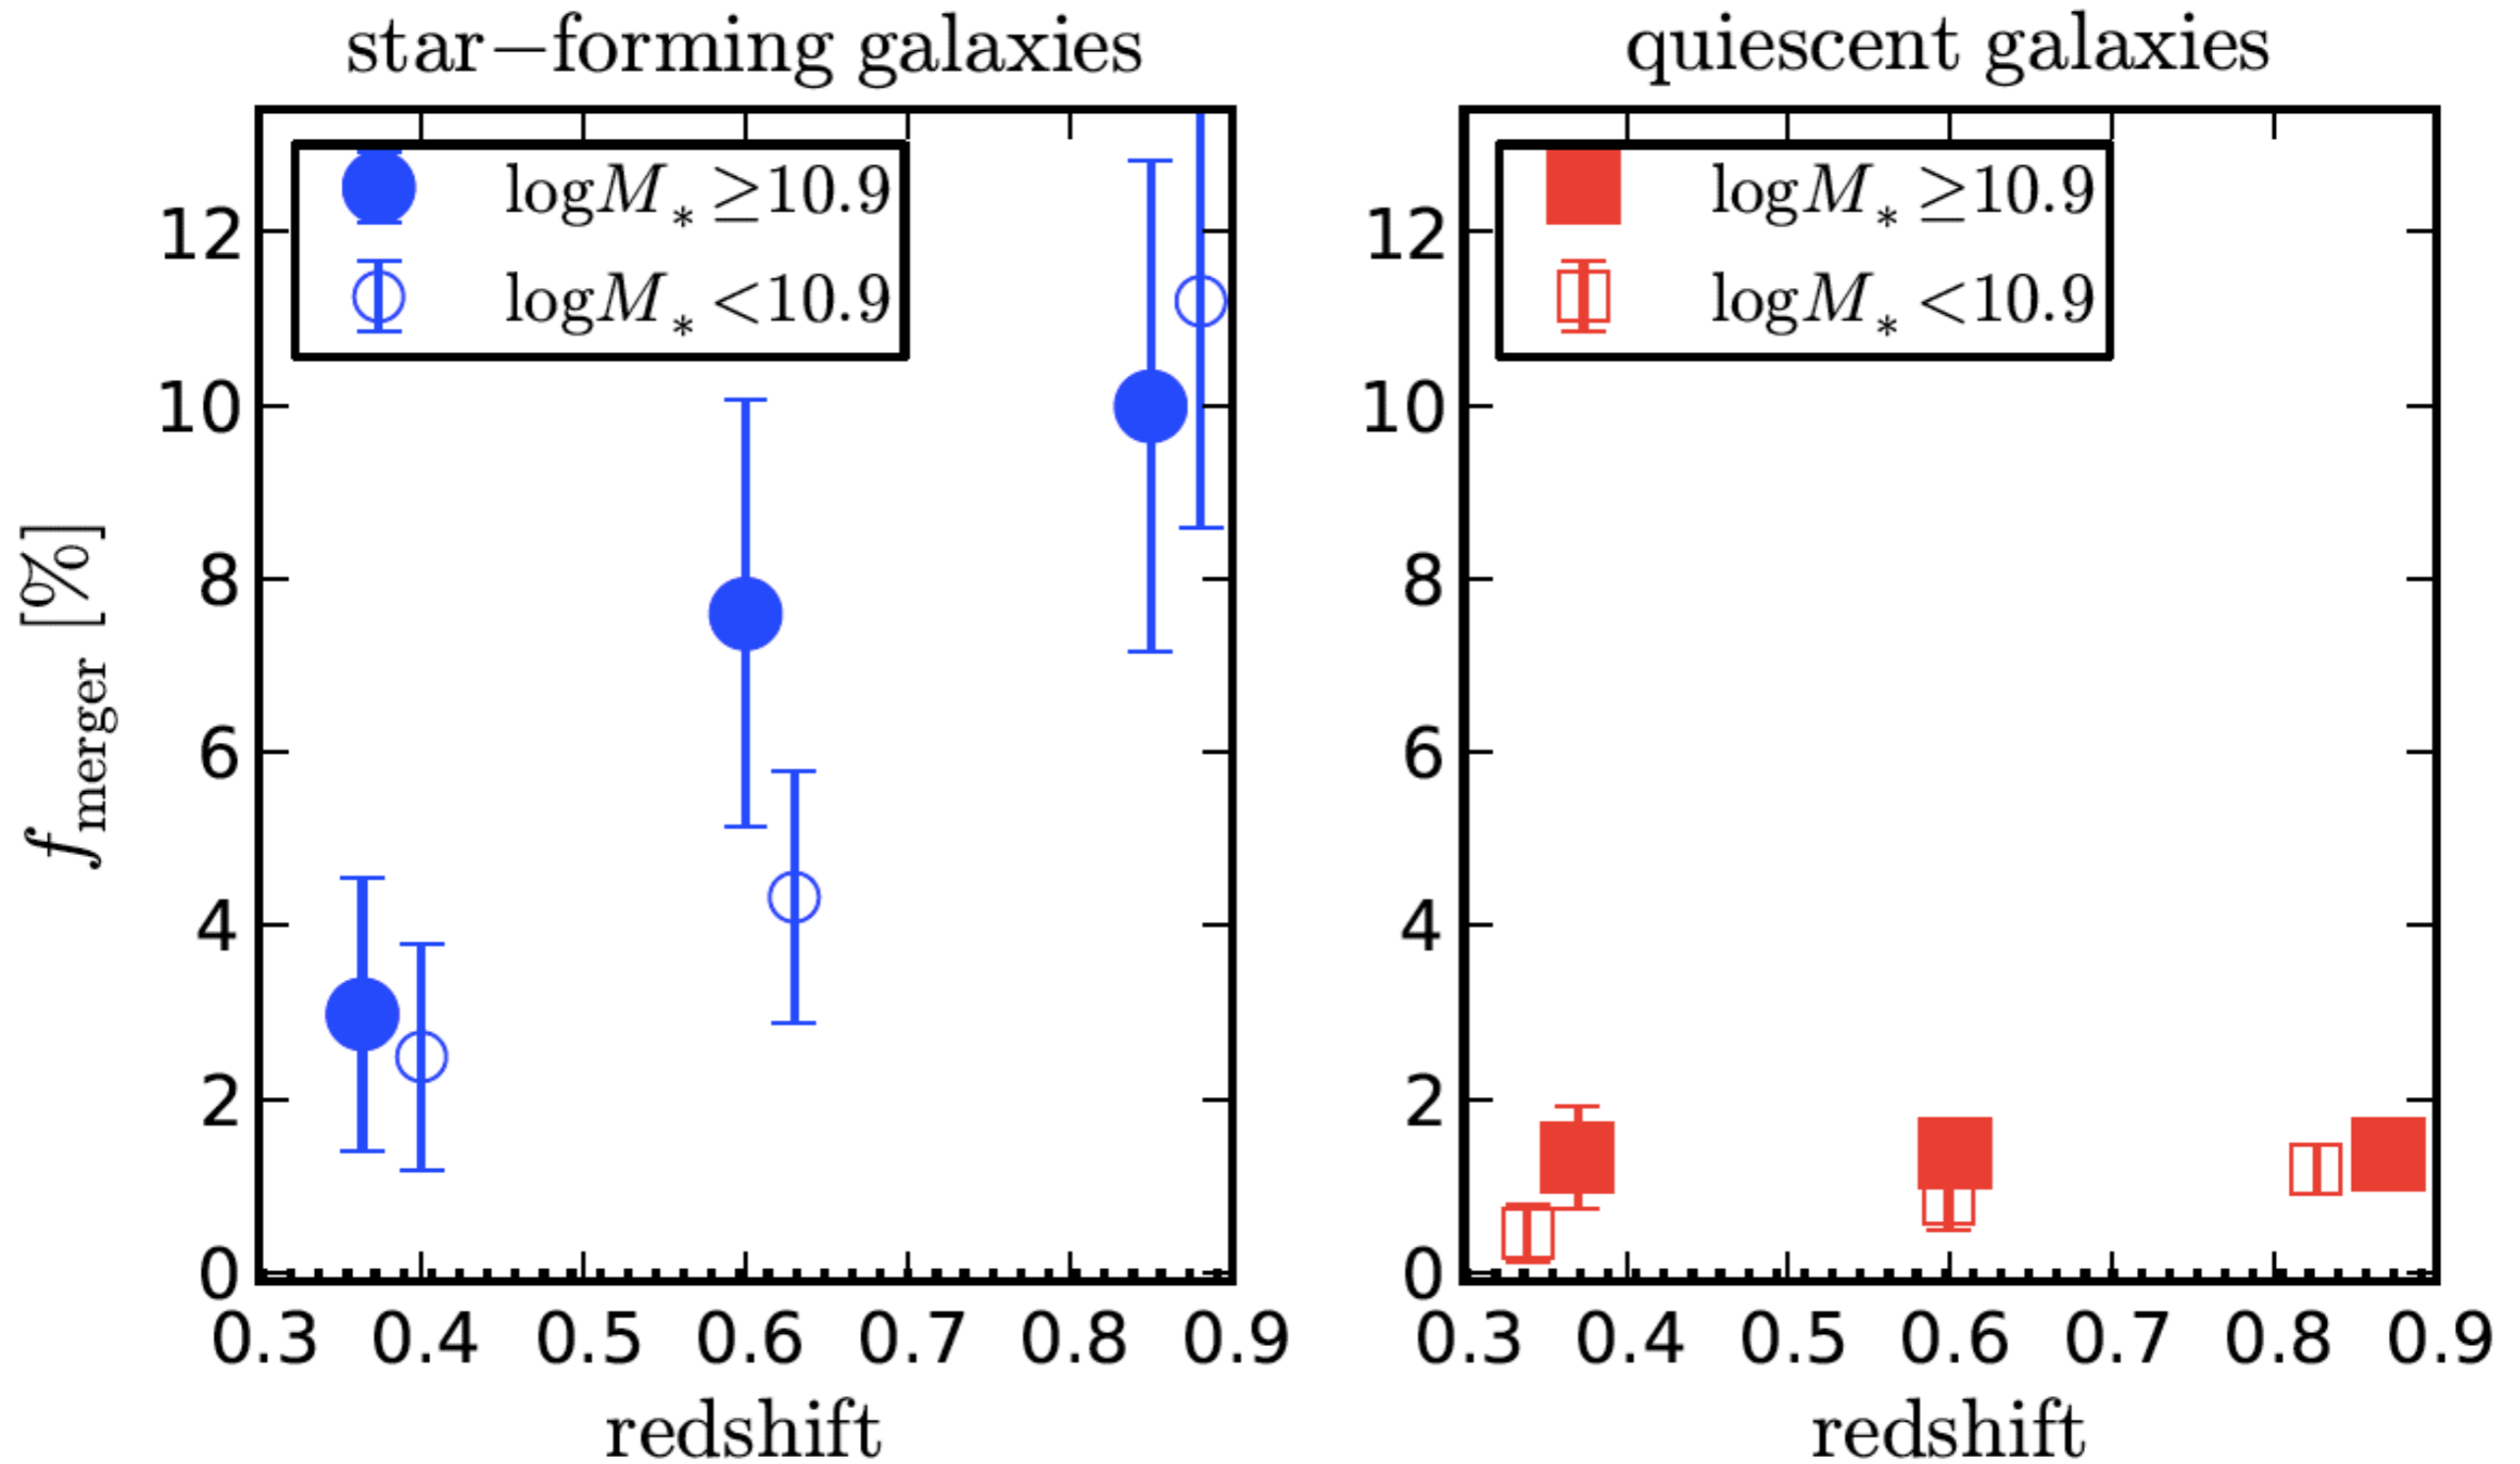 star−forming galaxies
quiescent galaxies
logM* ≥10.9
logM* <10.9
logM* ≥10.9
logM* <10.9
f_merger [%]
12
10
8
6
4
2
0
0.3 0.4 0.5 0.6 0.7 0.8 0.9
redshift
12
10
8
6
4
2
0
0.3 0.4 0.5 0.6 0.7 0.8 0.9
redshift